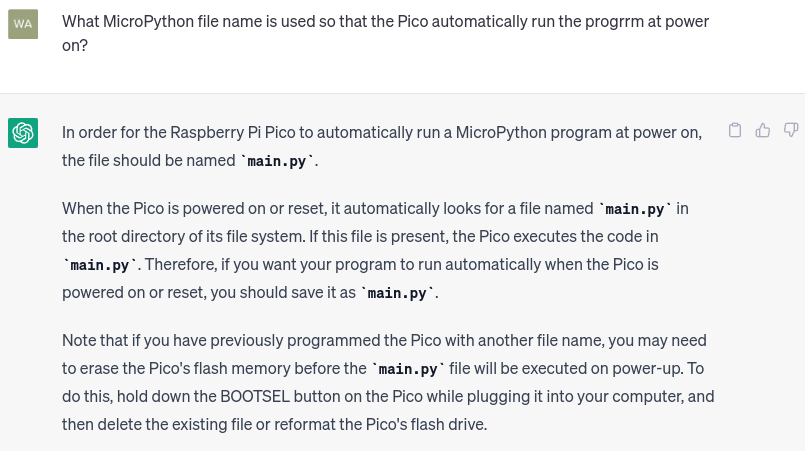 WA
What MicroPython file name is used so that the Pico automatically run the progrrm at power
on?
In order for the Raspberry Pi Pico to automatically run a MicroPython program at power on,
the file should be named `main.py`.
When the Pico is powered on or reset, it automatically looks for a file named `main.py` in
the root directory of its file system. If this file is present, the Pico executes the code in
`main.py`. Therefore, if you want your program to run automatically when the Pico is
powered on or reset, you should save it as `main.py`.
Note that if you have previously programmed the Pico with another file name, you may need
to erase the Pico's flash memory before the `main.py` file will be executed on power-up. To
do this, hold down the BOOTSEL button on the Pico while plugging it into your computer, and
then delete the existing file or reformat the Pico's flash drive.